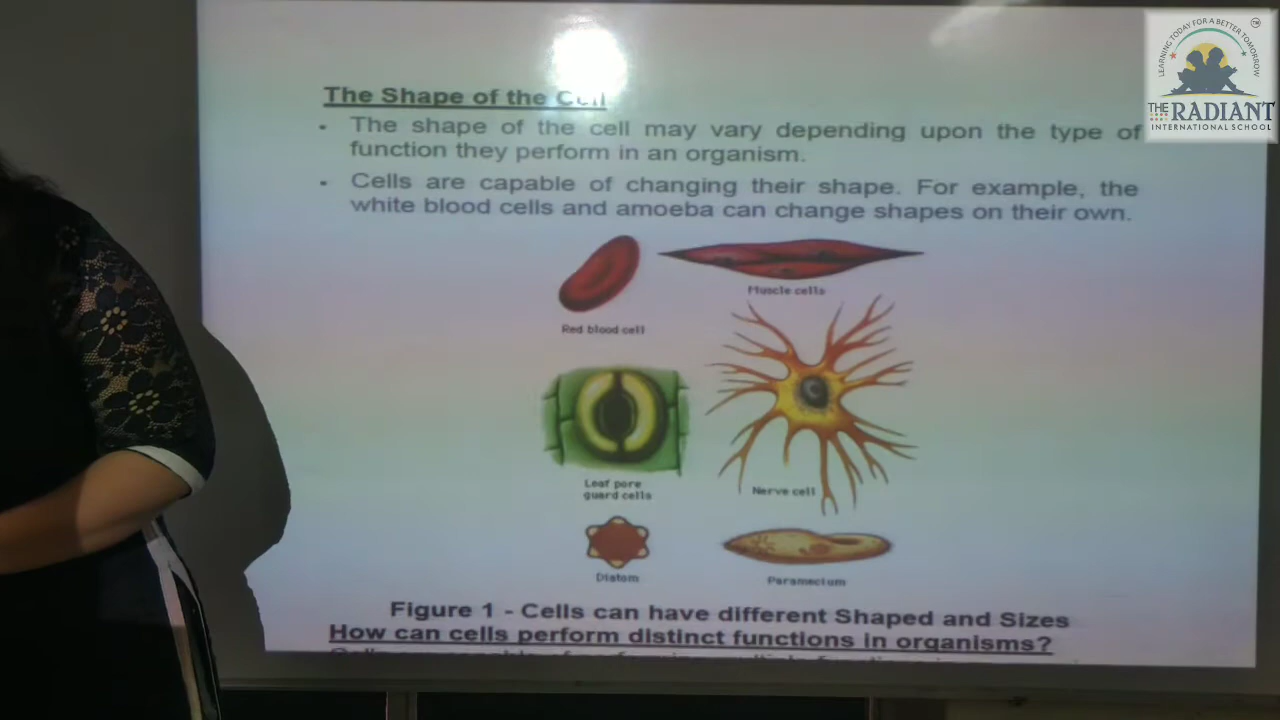 LEARNING TODAY FOR A BETTER TOMORROW
TM
THE RADIANT
INTERNATIONAL SCHOOL
The Shape of the Cell
• The shape of the cell may vary depending upon the type of
function they perform in an organism.
• Cells are capable of changing their shape. For example, the
white blood cells and amoeba can change shapes on their own.
Muscle cells
Red blood cell
Leaf pore
guard cells
Nerve cell
Diatom
Paramecium
Figure 1 - Cells can have different Shaped and Sizes
How can cells perform distinct functions in organisms?